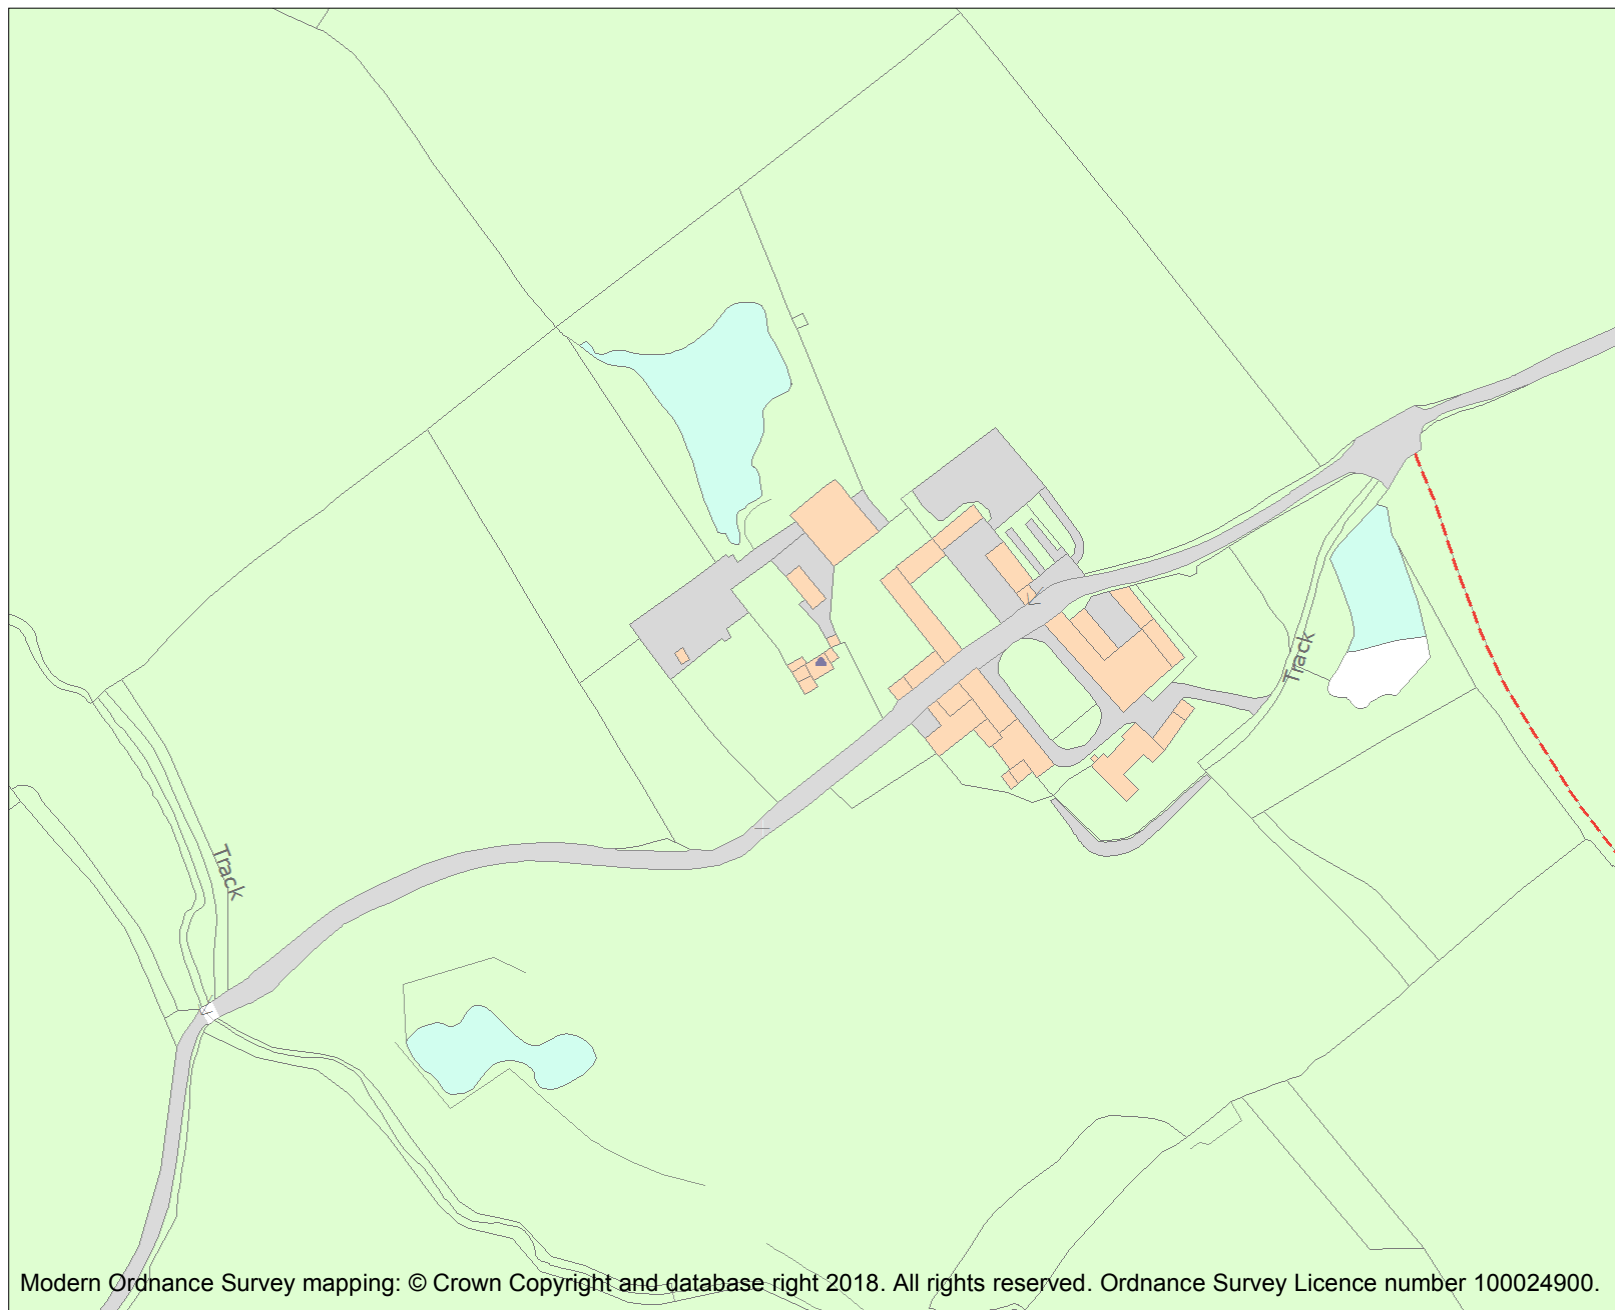 Track
Track
Modern Ordnance Survey mapping: © Crown Copyright and database right 2018. All rights reserved. Ordnance Survey Licence number 100024900.